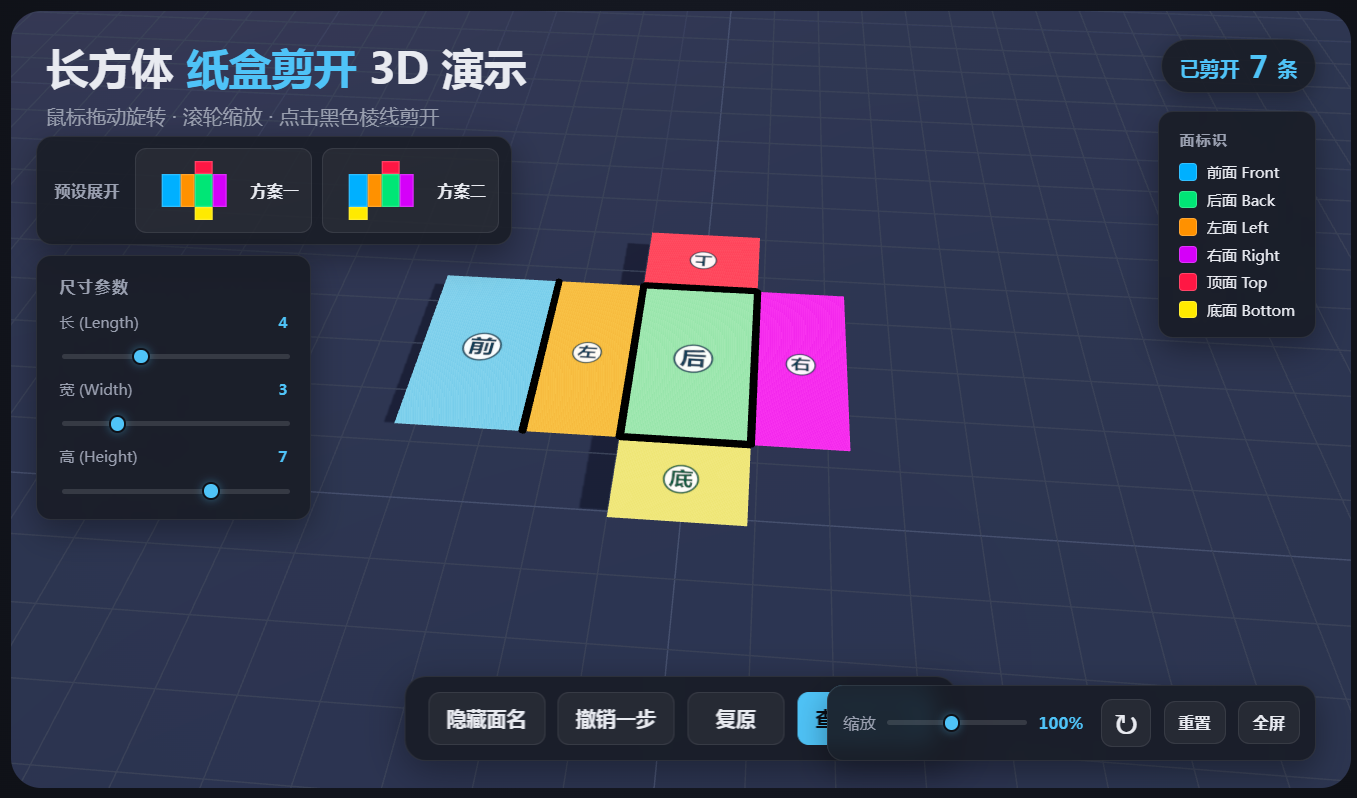 长方体 纸盒剪开 3D 演示
鼠标拖动旋转 · 滚轮缩放 · 点击黑色棱线剪开
预设展开
方案一
方案二
尺寸参数
长 (Length) 4
宽 (Width) 3
高 (Height) 7
已剪开 7 条
面标识
前面 Front
后面 Back
左面 Left
右面 Right
顶面 Top
底面 Bottom
前
左
后
右
底
隐藏面名
撤销一步
复原
缩放 100% ↻ 重置 全屏